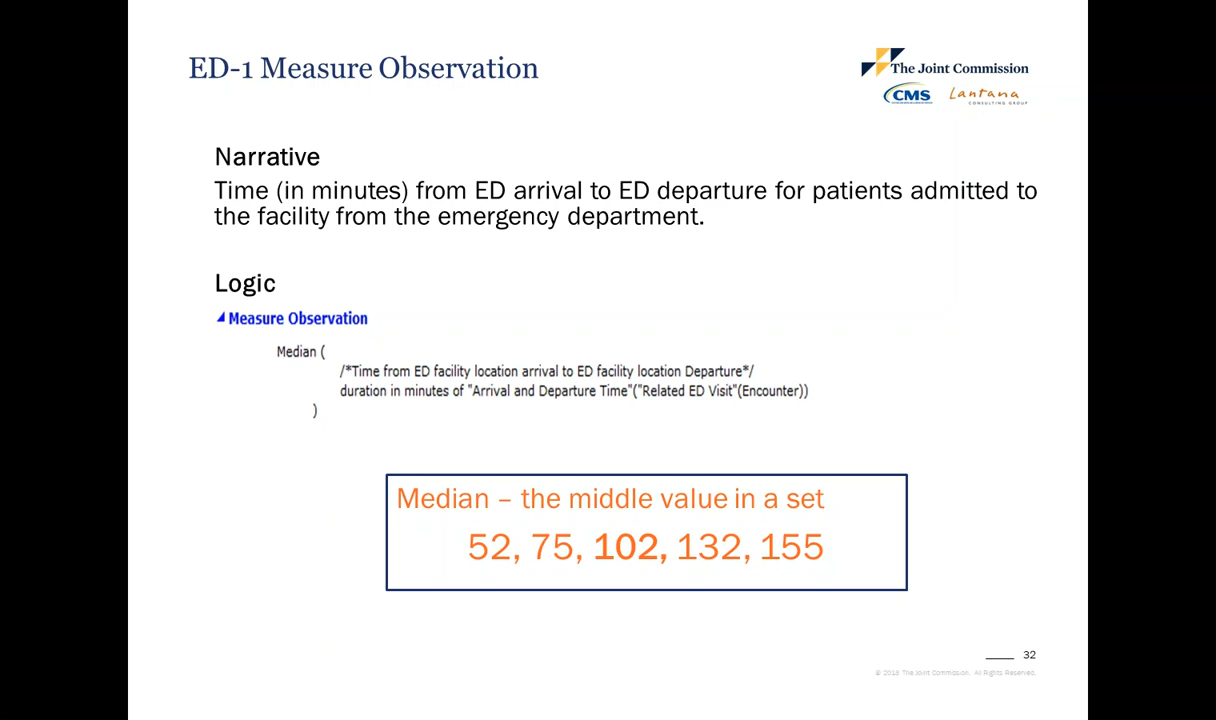 ED-1 Measure Observation
The Joint Commission
CMS
Lantana
CONSULTING GROUP
Narrative
Time (in minutes) from ED arrival to ED departure for patients admitted to
the facility from the emergency department.
Logic
Measure Observation
Median (
/*Time from ED facility location arrival to ED facility location Departure*/
duration in minutes of "Arrival and Departure Time"("Related ED Visit"(Encounter))
)
Median – the middle value in a set
52, 75, 102, 132, 155
32
© 2016 The Joint Commission. All Rights Reserved.